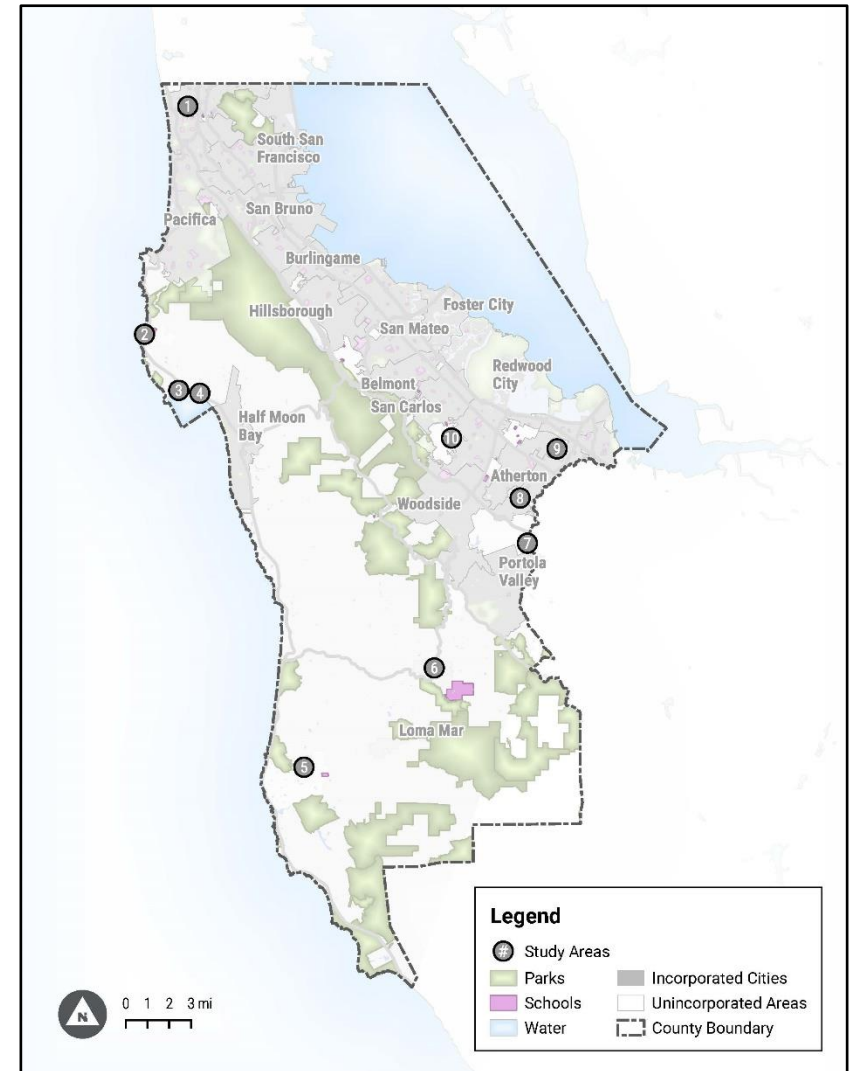 1
South San
Francisco
San Bruno
Pacifica
Burlingame
Hillsborough
Foster City
2
San Mateo
Redwood
City
Belmont
3
4
San Carlos
Half Moon
Bay
10
9
Atherton
8
Woodside
7
Portola
Valley
6
Loma Mar
5
Legend
# Study Areas
Parks
Incorporated Cities
Schools
Unincorporated Areas
Water
County Boundary
N
0 1 2 3 mi